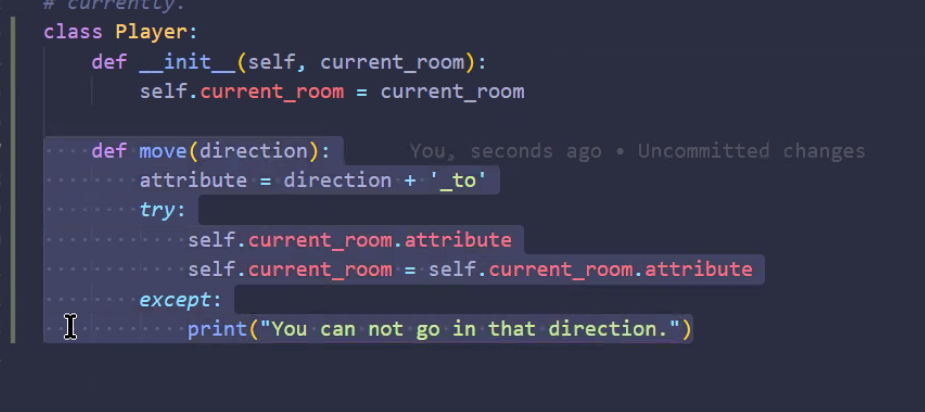 # currently.
class Player:
    def __init__(self, current_room):
        self.current_room = current_room
    def move(direction):    You, seconds ago • Uncommitted changes
        attribute = direction + '_to'
        try:
            self.current_room.attribute
            self.current_room = self.current_room.attribute
        except:
            print("You can not go in that direction.")